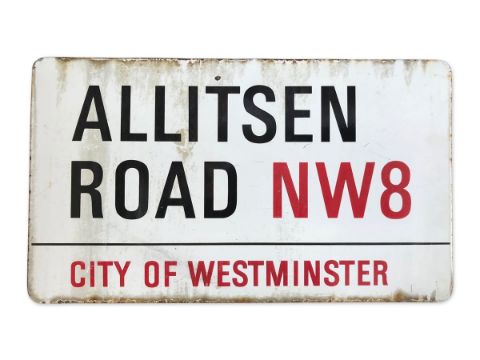 ALLITSEN
ROAD NW8
CITY OF WESTMINSTER